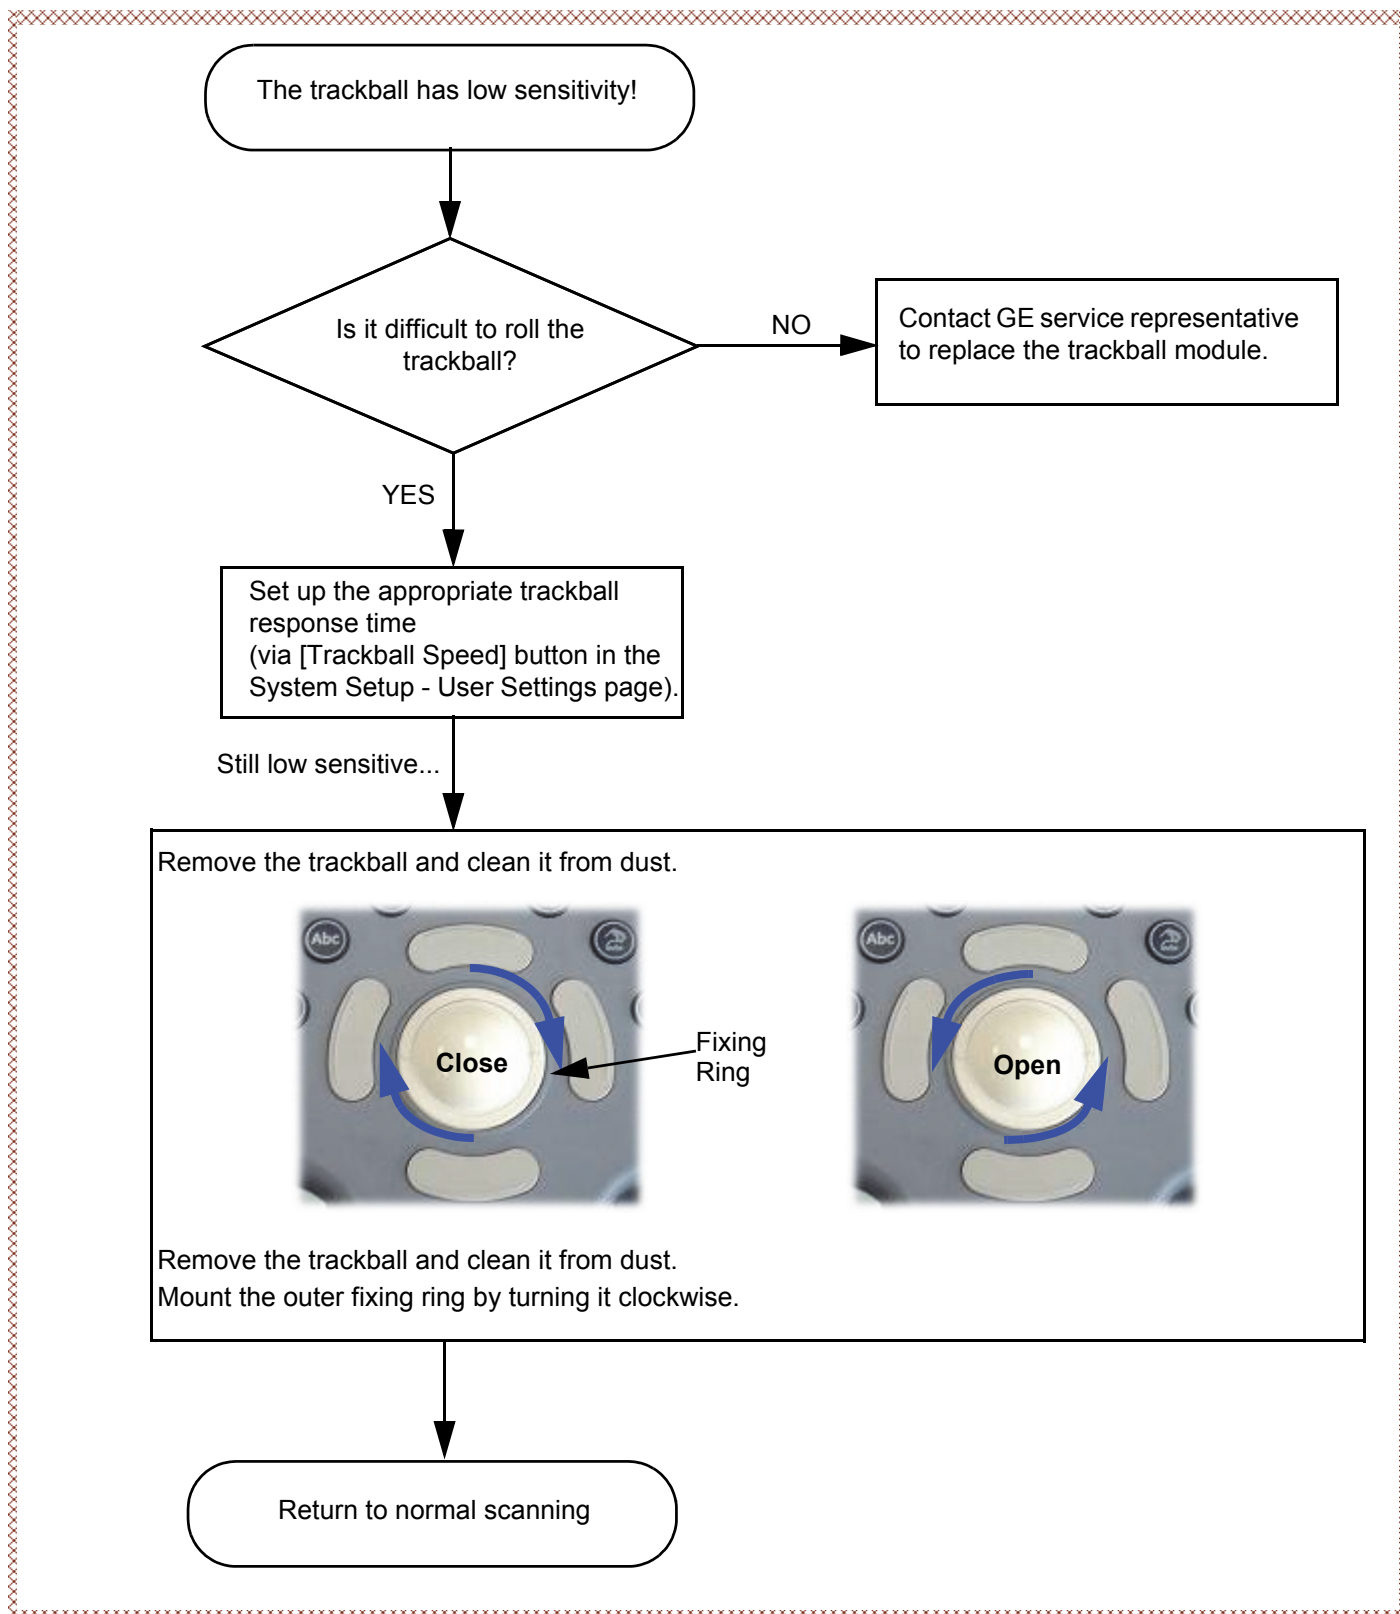 The trackball has low sensitivity!
Is it difficult to roll the
trackball?
NO
Contact GE service representative
to replace the trackball module.
YES
Set up the appropriate trackball
response time
(via [Trackball Speed] button in the
System Setup - User Settings page).
Still low sensitive...
Remove the trackball and clean it from dust.
Abc
Abc
Close
Fixing
Ring
Open
Remove the trackball and clean it from dust.
Mount the outer fixing ring by turning it clockwise.
Return to normal scanning